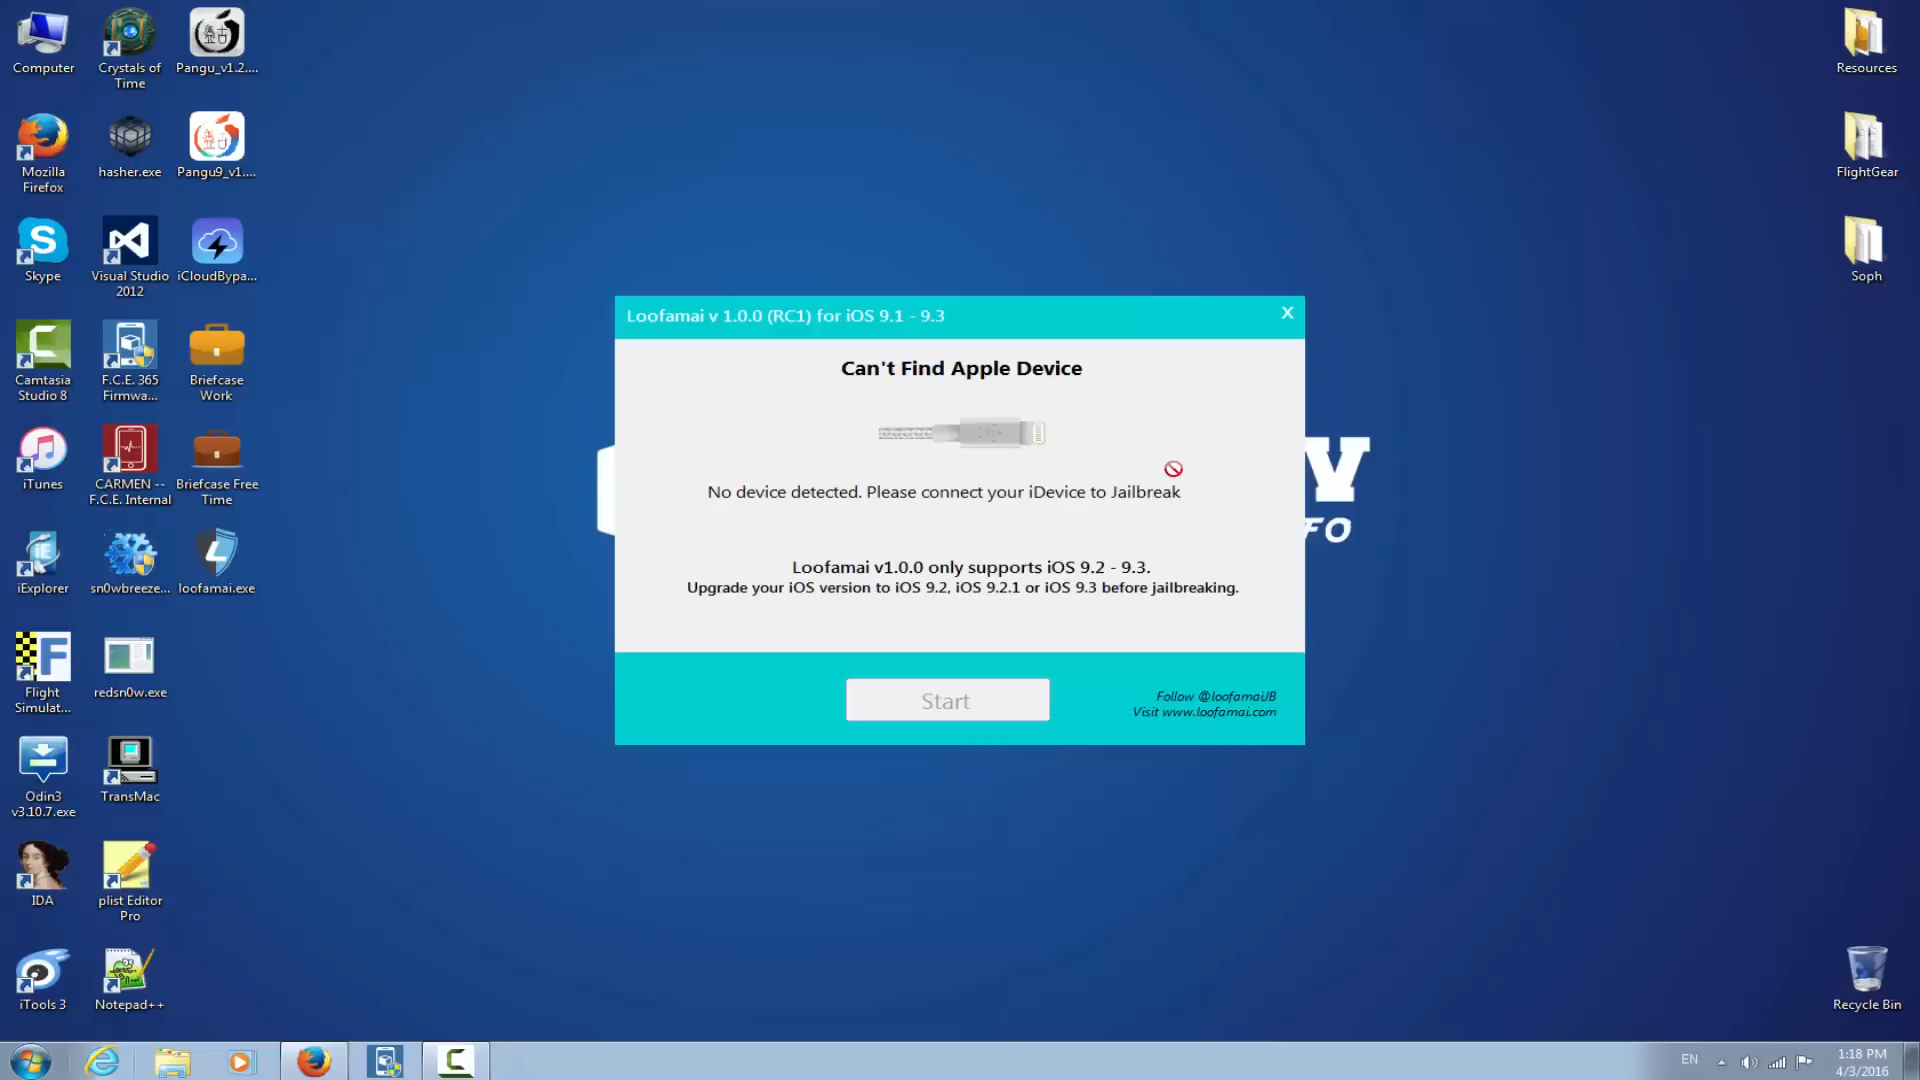 Computer
Crystals of
Time
Pangu_v1.2....
Mozilla
Firefox
hasher.exe
Pangu9_v1....
Skype
Visual Studio
2012
iCloudBypa...
Camtasia
Studio 8
F.C.E. 365
Firmwa...
Briefcase
Work
iTunes
CARMEN --
F.C.E. Internal
Briefcase Free
Time
iExplorer
sn0wbreeze...
loofamai.exe
Flight
Simulat...
redsn0w.exe
Odin3
v3.10.7.exe
TransMac
IDA
plist Editor
Pro
iTools 3
Notepad++
Resources
FlightGear
Soph
Recycle Bin
Loofamai v 1.0.0 (RC1) for iOS 9.1 - 9.3
X
Can't Find Apple Device
No device detected. Please connect your iDevice to Jailbreak
Loofamai v1.0.0 only supports iOS 9.2 - 9.3.
Upgrade your iOS version to iOS 9.2, iOS 9.2.1 or iOS 9.3 before jailbreaking.
Start
Follow @loofamaiJB
Visit www.loofamai.com
EN
1:18 PM
4/3/2016